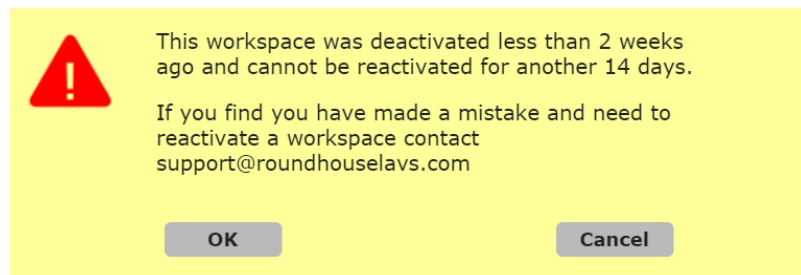 This workspace was deactivated less than 2 weeks
ago and cannot be reactivated for another 14 days.
If you find you have made a mistake and need to
reactivate a workspace contact
support@roundhouselavs.com
OK
Cancel